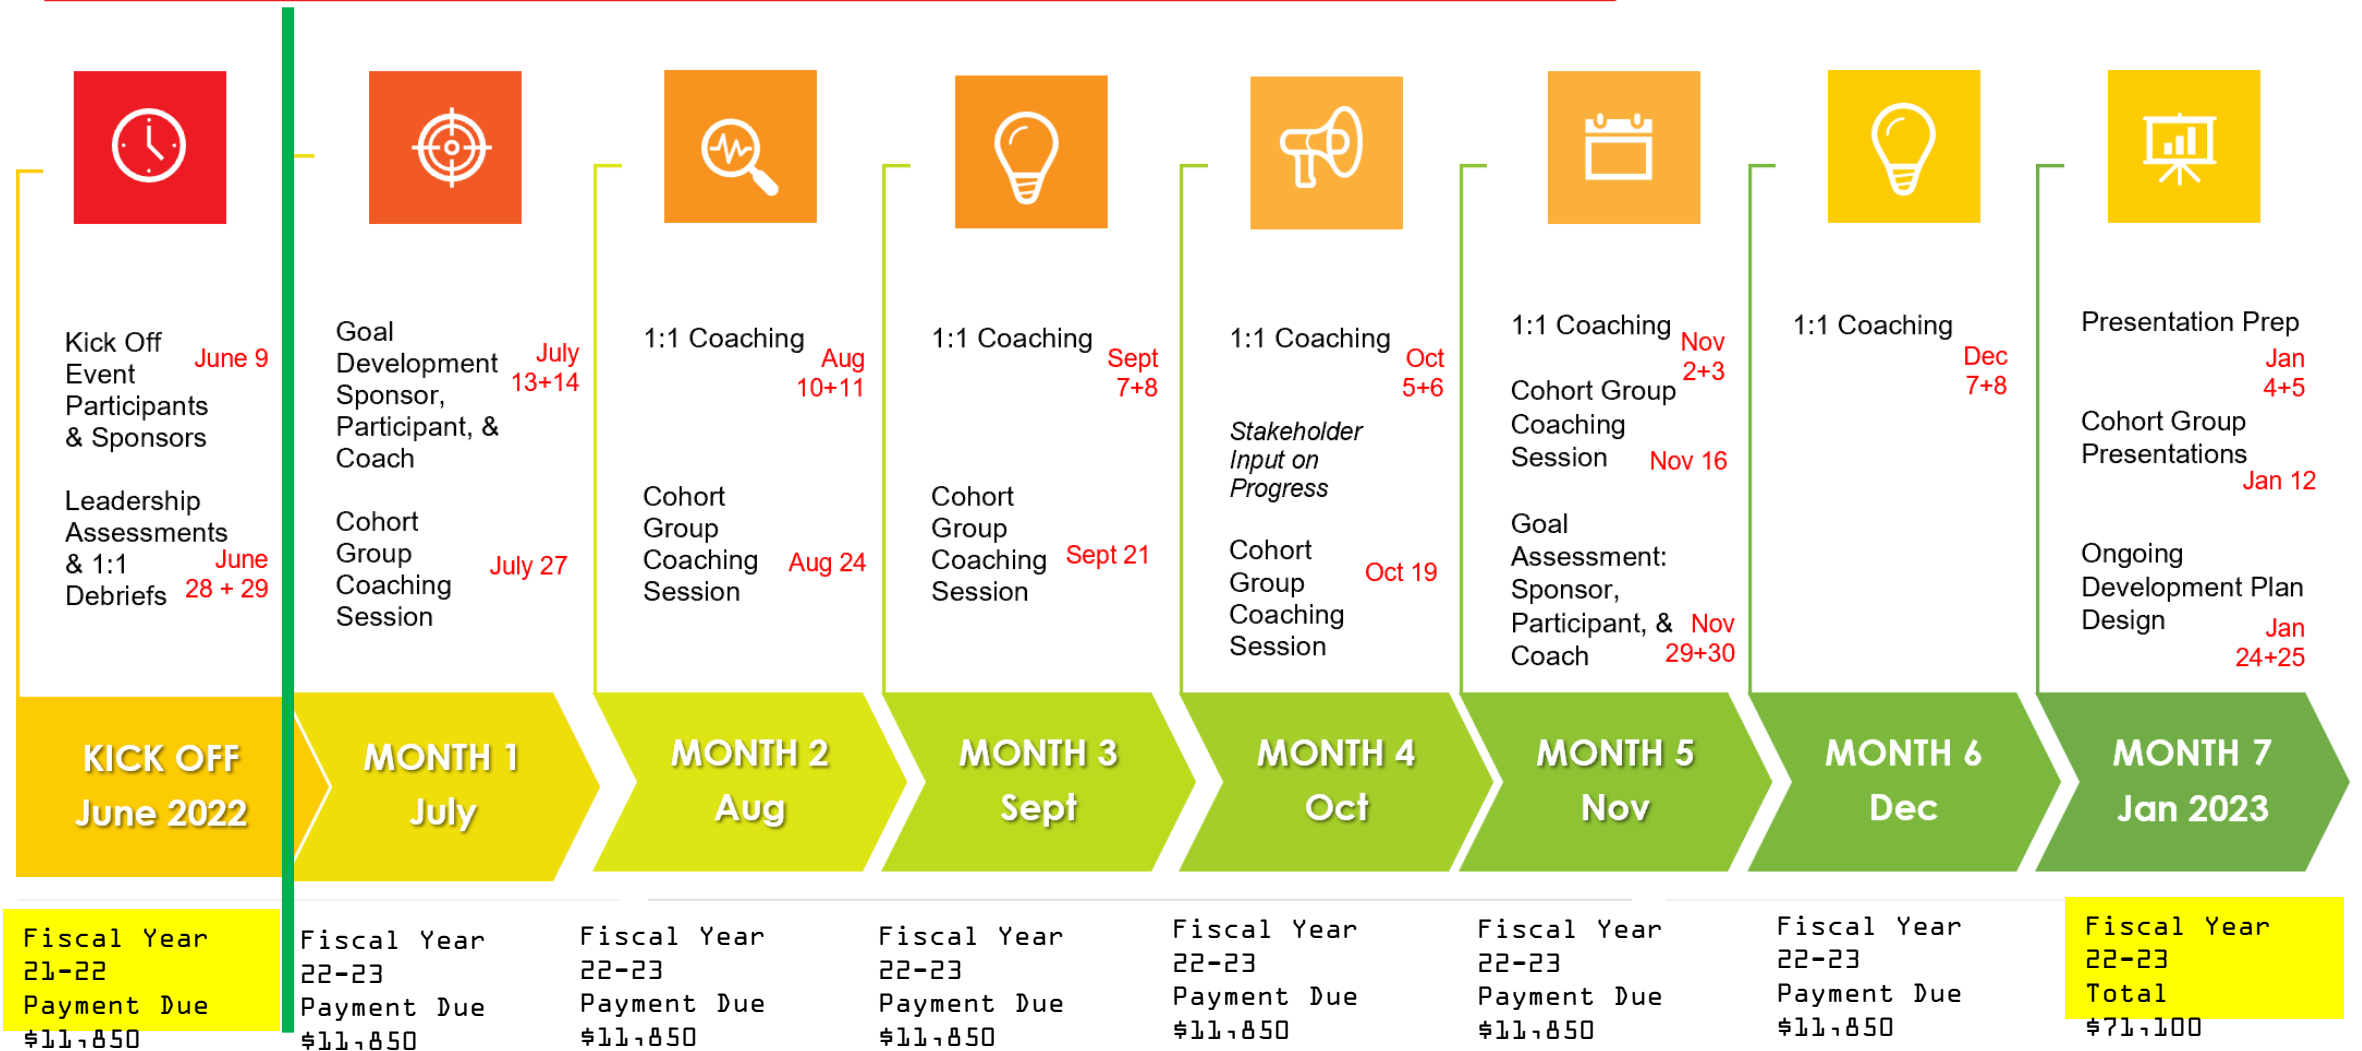 Kick Off
Event
Participants
& Sponsors
June 9
Leadership
Assessments
& 1:1
Debriefs
June
28 + 29
Goal
Development
Sponsor,
Participant, &
Coach
July
13+14
Cohort
Group
Coaching
Session
July 27
1:1 Coaching
Aug
10+11
Cohort
Group
Coaching
Session
Aug 24
1:1 Coaching
Sept
7+8
Cohort
Group
Coaching
Session
Sept 21
1:1 Coaching
Oct
5+6
Stakeholder
Input on
Progress
Cohort
Group
Coaching
Session
Oct 19
1:1 Coaching
Nov
2+3
Cohort Group
Coaching
Session
Nov 16
Goal
Assessment:
Sponsor,
Participant, &
Coach
Nov
29+30
1:1 Coaching
Dec
7+8
Presentation Prep
Jan
4+5
Cohort Group
Presentations
Jan 12
Ongoing
Development Plan
Design
Jan
24+25
KICK OFF
June 2022
MONTH 1
July
MONTH 2
Aug
MONTH 3
Sept
MONTH 4
Oct
MONTH 5
Nov
MONTH 6
Dec
MONTH 7
Jan 2023
Fiscal Year
21-22
Payment Due
$11,850
Fiscal Year
22-23
Payment Due
$11,850
Fiscal Year
22-23
Payment Due
$11,850
Fiscal Year
22-23
Payment Due
$11,850
Fiscal Year
22-23
Payment Due
$11,850
Fiscal Year
22-23
Payment Due
$11,850
Fiscal Year
22-23
Payment Due
$11,850
Fiscal Year
22-23
Total
$71,100